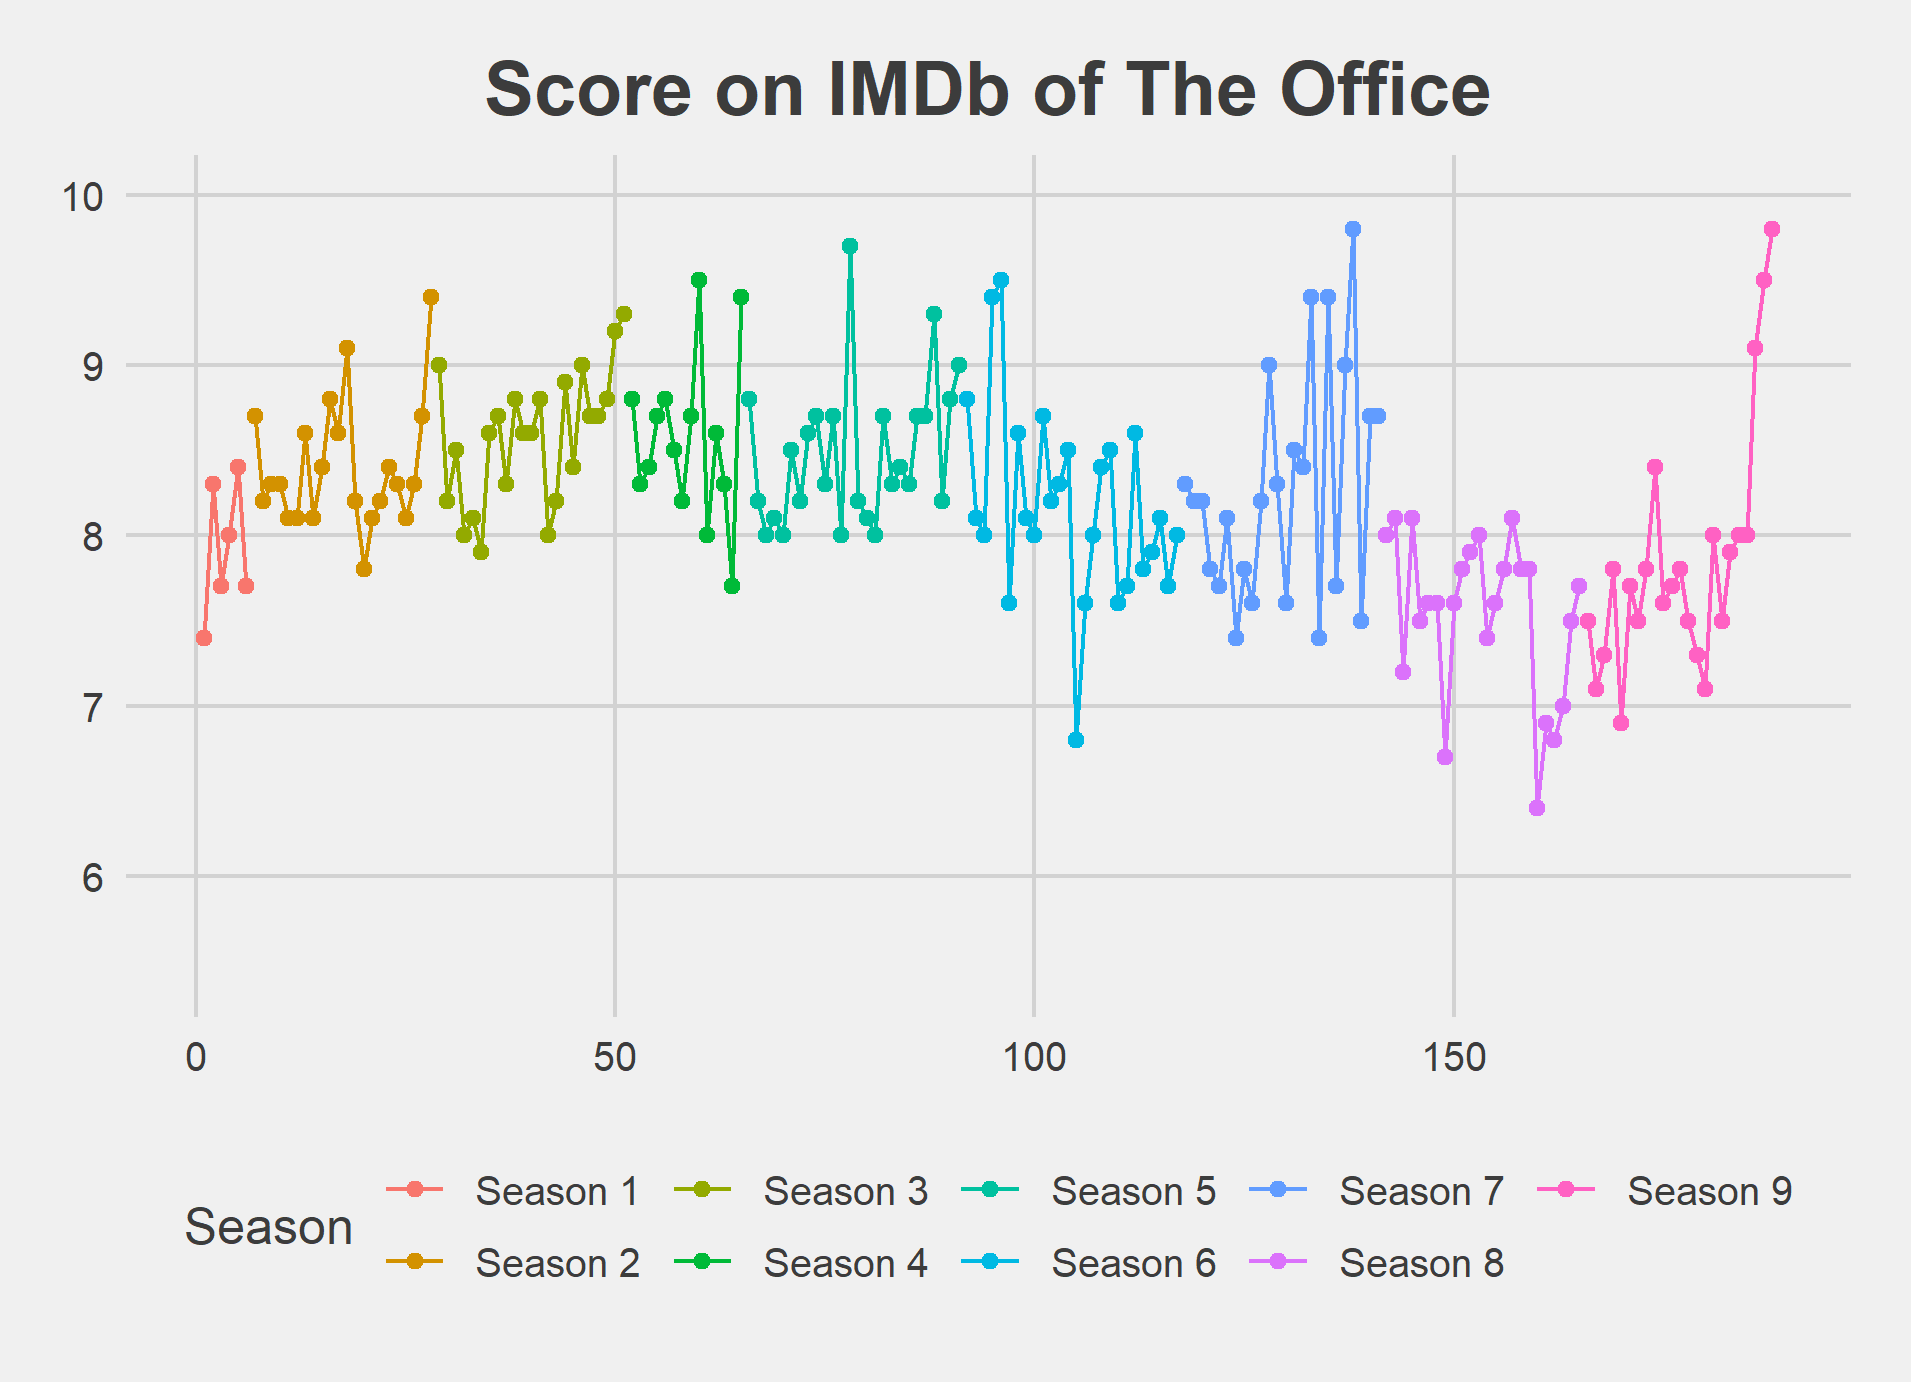 Score on IMDb of The Office
10
9
8
7
6
0 50 100 150
Season
Season 1 Season 3 Season 5 Season 7 Season 9
Season 2 Season 4 Season 6 Season 8